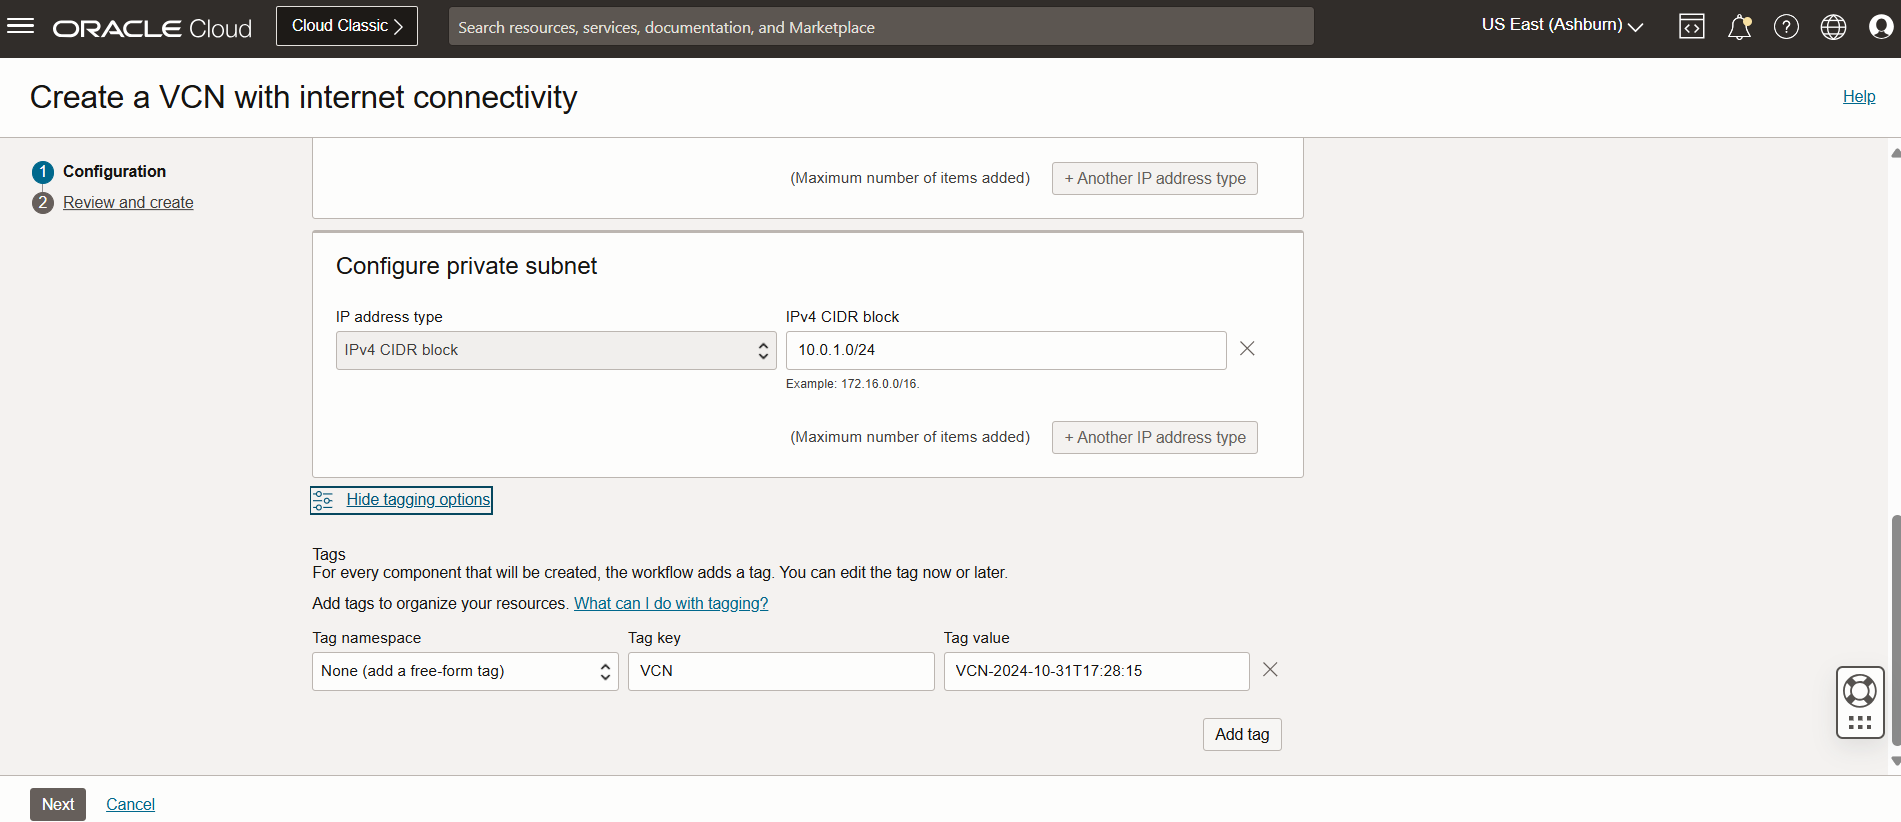 ORACLE Cloud
Cloud Classic
Search resources, services, documentation, and Marketplace
US East (Ashburn)
Create a VCN with internet connectivity
Help
1 Configuration
2 Review and create
(Maximum number of items added)
+ Another IP address type
Configure private subnet
IP address type
IPv4 CIDR block
IPv4 CIDR block
10.0.1.0/24
Example: 172.16.0.0/16.
(Maximum number of items added)
+ Another IP address type
Hide tagging options
Tags
For every component that will be created, the workflow adds a tag. You can edit the tag now or later.
Add tags to organize your resources. What can I do with tagging?
Tag namespace
None (add a free-form tag)
Tag key
VCN
Tag value
VCN-2024-10-31T17:28:15
Add tag
Next
Cancel